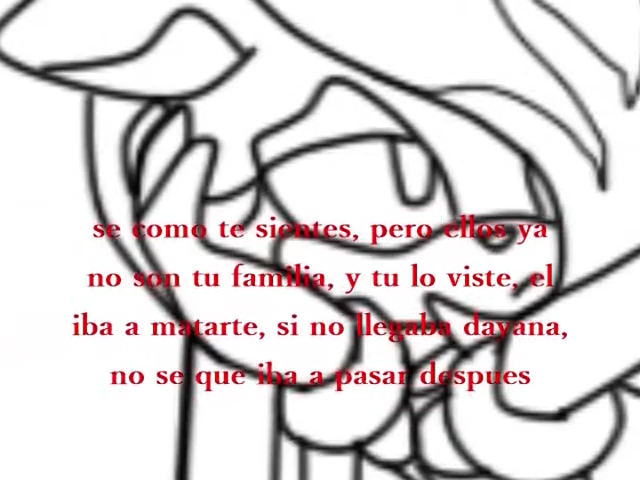 se como te sientes, pero ellos ya
no son tu familia, y tu lo viste, el
iba a matarte, si no llegaba dayana,
no se que iba a pasar despues